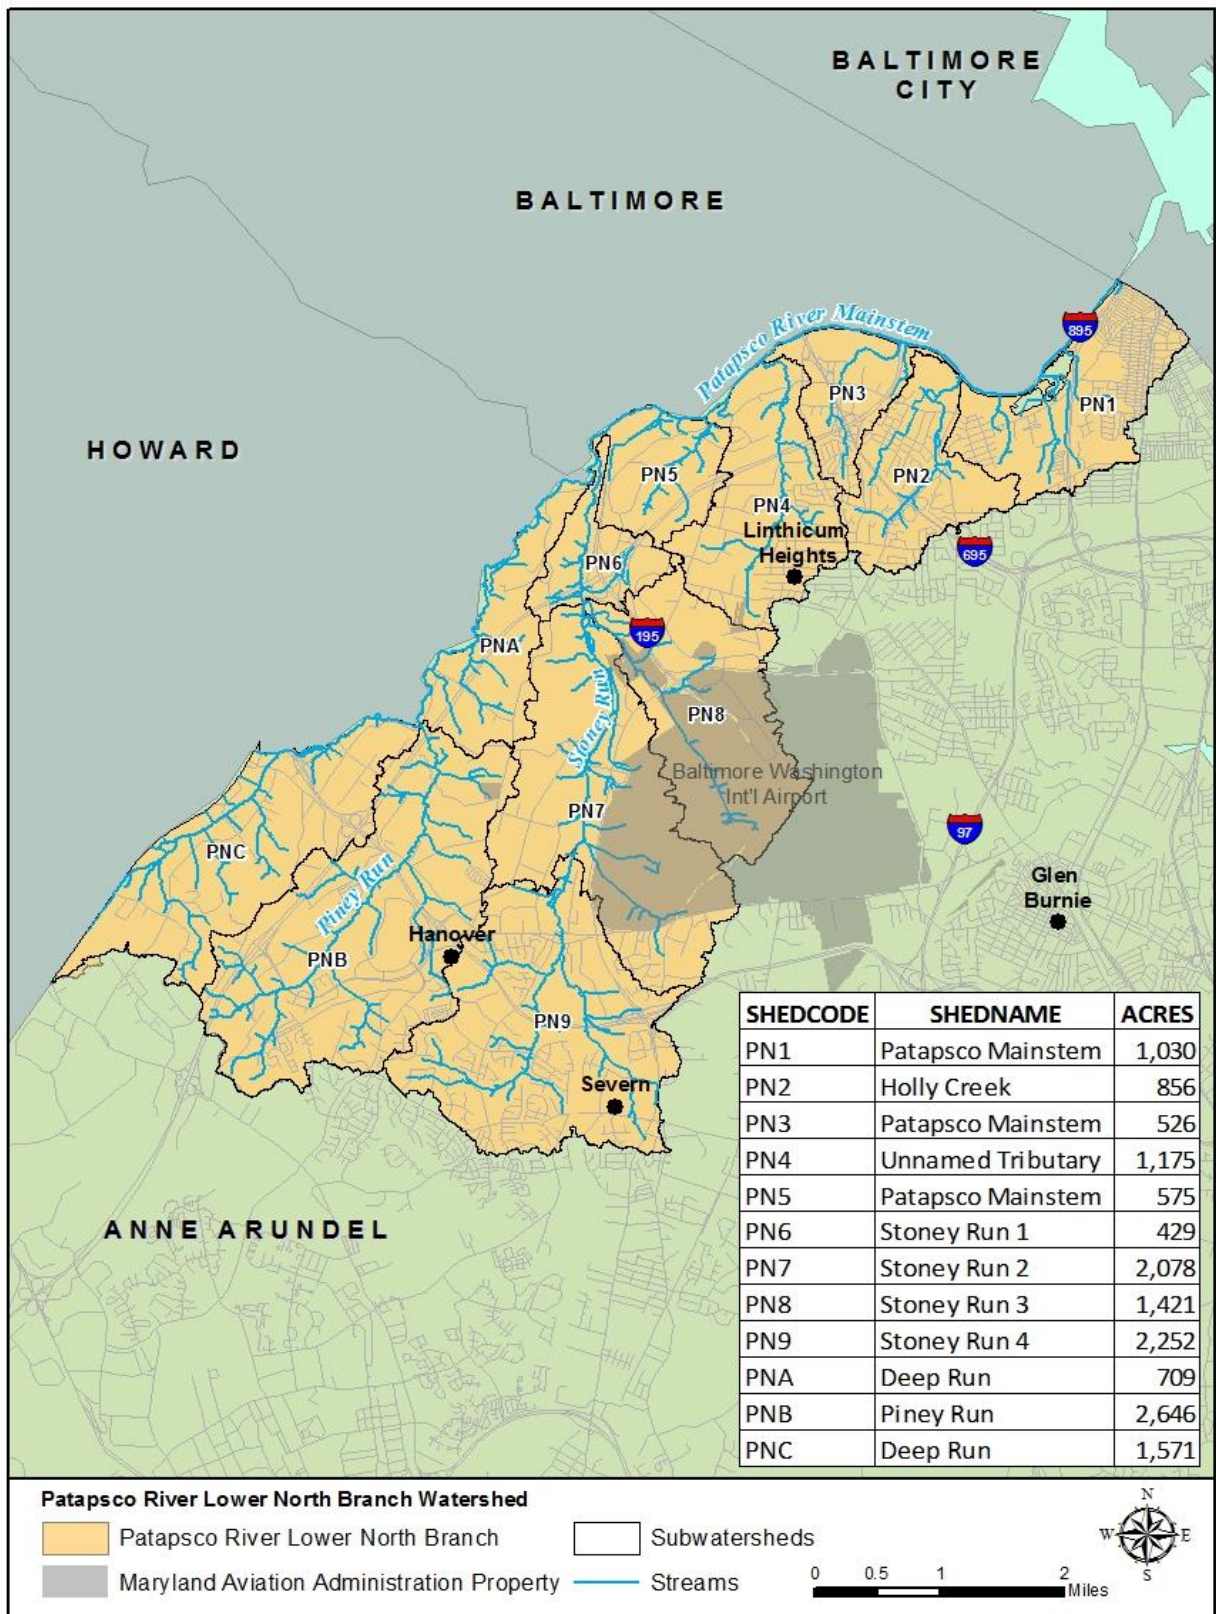 BALTIMORE
CITY
BALTIMORE
Patapsco River Mainstem
895
PN3
PN1
HOWARD
PN5
PN2
PN4
Linthicum
Heights
695
PN6
195
PNA
Stoney Run
PN8
Baltimore Washington
Int'l Airport
PN7
97
PNC
Piney Run
Glen
Burnie
Hanover
PNB
PN9
Severn
ANNE ARUNDEL
SHEDCODE SHEDNAME ACRES
PN1 Patapsco Mainstem 1,030
PN2 Holly Creek 856
PN3 Patapsco Mainstem 526
PN4 Unnamed Tributary 1,175
PN5 Patapsco Mainstem 575
PN6 Stoney Run 1 429
PN7 Stoney Run 2 2,078
PN8 Stoney Run 3 1,421
PN9 Stoney Run 4 2,252
PNA Deep Run 709
PNB Piney Run 2,646
PNC Deep Run 1,571
Patapsco River Lower North Branch Watershed
Patapsco River Lower North Branch
Subwatersheds
Maryland Aviation Administration Property
Streams
0 0.5 1 2
Miles
N
W E
S